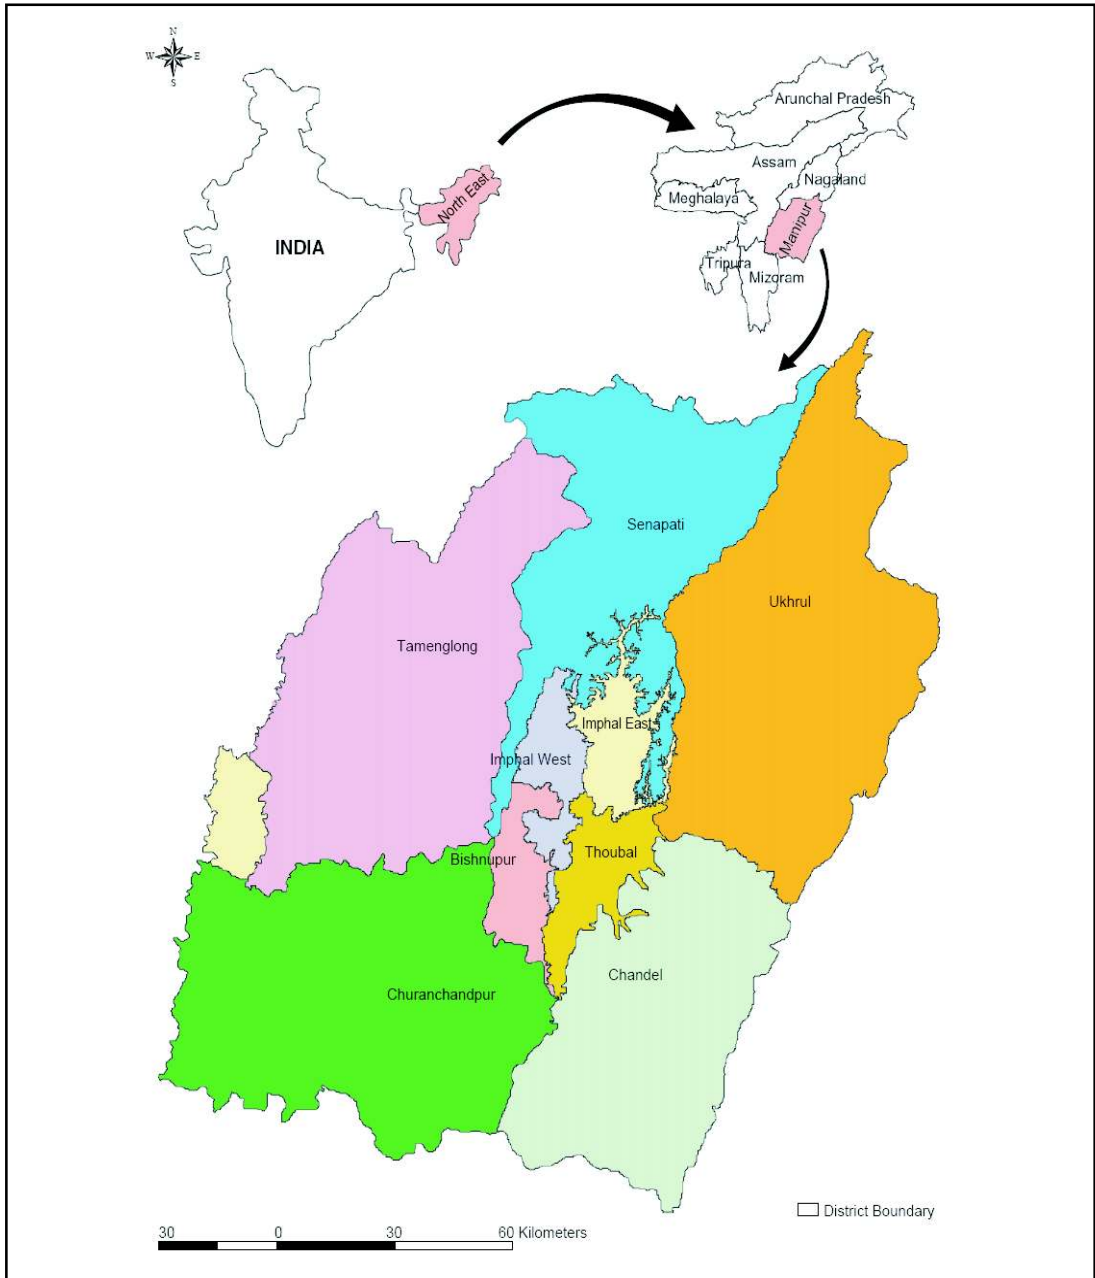 N
W E
S
Arunchal Pradesh
Assam
Nagaland
Meghalaya
North East
Manipur
INDIA
Tripura
Mizoram
Senapati
Ukhrul
Tamenglong
Imphal East
Imphal West
Thoubal
Bishnupur
Chandel
Churanchandpur
District Boundary
30 0 30 60 Kilometers